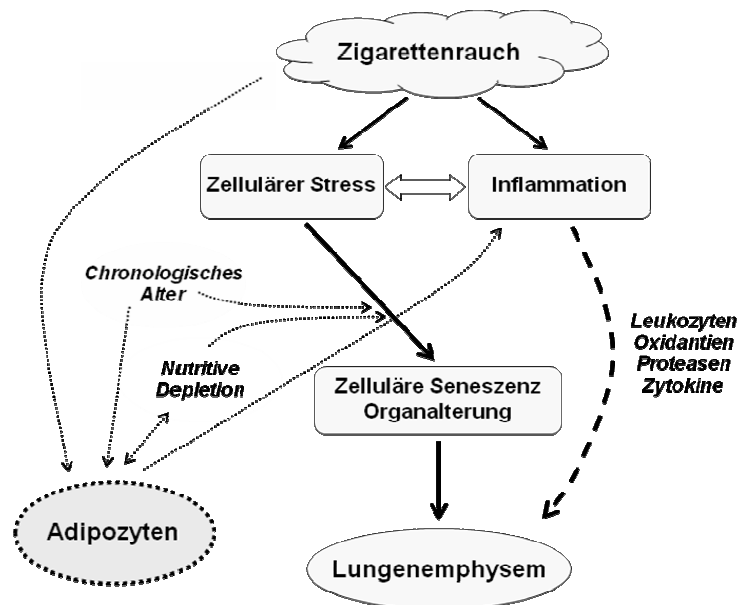 Zigarettenrauch
Zellulärer Stress
Inflammation
Chronologisches
Alter
Leukozyten
Oxidantien
Proteasen
Zytokine
Nutritive
Depletion
Zelluläre Seneszenz
Organalterung
Adipozyten
Lungenemphysem